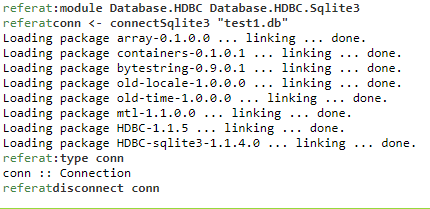 referat:module Database.HDBC Database.HDBC.Sqlite3
referatconn <- connectSqlite3 "test1.db"
Loading package array-0.1.0.0 ... linking ... done.
Loading package containers-0.1.0.1 ... linking ... done.
Loading package bytestring-0.9.0.1 ... linking ... done.
Loading package old-locale-1.0.0.0 ... linking ... done.
Loading package old-time-1.0.0.0 ... linking ... done.
Loading package mtl-1.1.0.0 ... linking ... done.
Loading package HDBC-1.1.5 ... linking ... done.
Loading package HDBC-sqlite3-1.1.4.0 ... linking ... done.
referat:type conn
conn :: Connection
referatdisconnect conn